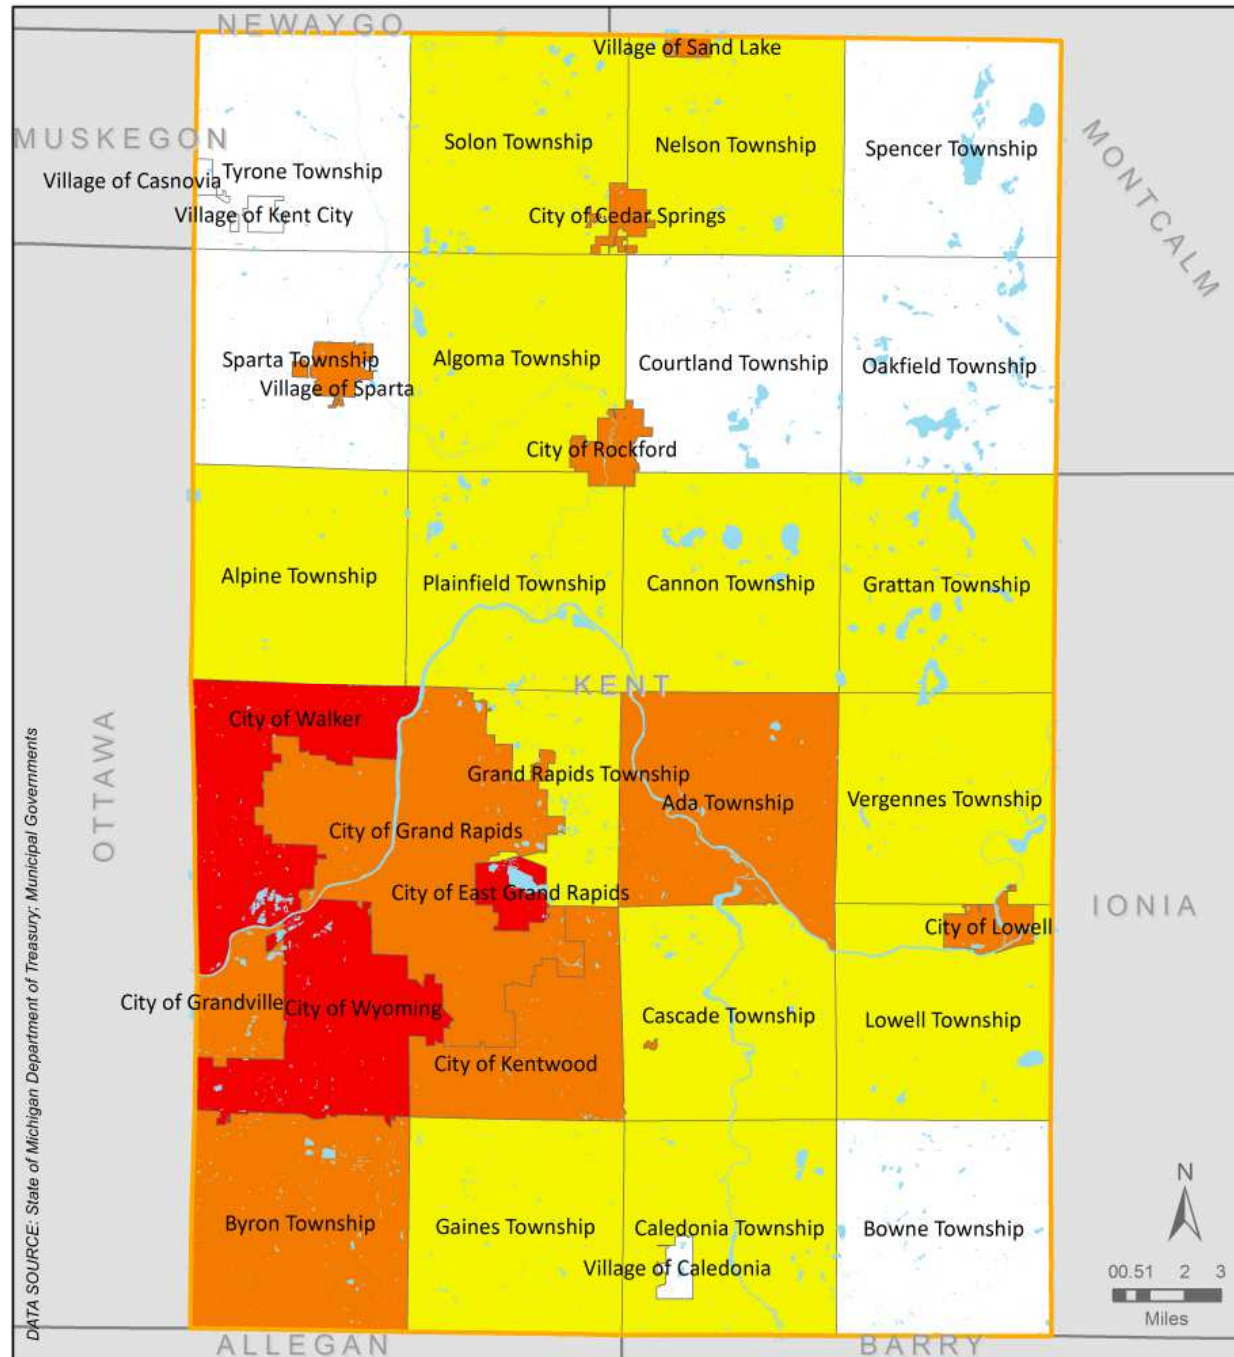 NEWAYGO
Village of Sand Lake
MUSKEGON
Solon Township
Nelson Township
Spencer Township
MONTCALM
Tyrone Township
Village of Casnovia
Village of Kent City
City of Cedar Springs
Sparta Township
Village of Sparta
Algoma Township
Courtland Township
Oakfield Township
City of Rockford
Alpine Township
Plainfield Township
Cannon Township
Grattan Township
KENT
City of Walker
Grand Rapids Township
Ada Township
Vergennes Township
OTTAWA
City of Grand Rapids
City of East Grand Rapids
IONIA
City of Lowell
City of Grandville
City of Wyoming
Cascade Township
Lowell Township
City of Kentwood
Byron Township
Gaines Township
Caledonia Township
Bowne Township
Village of Caledonia
N
00.51 2 3
Miles
ALLEGAN
BARRY
DATA SOURCE: State of Michigan Department of Treasury; Municipal Governments